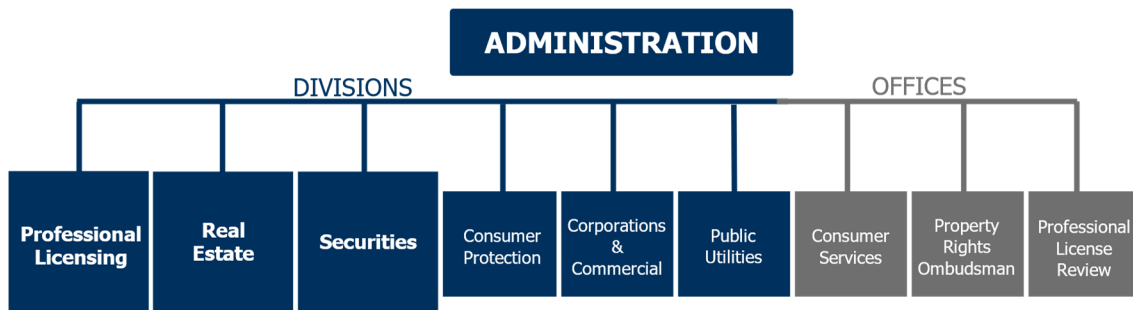 ADMINISTRATION
DIVISIONS
OFFICES
Professional
Licensing
Real
Estate
Securities
Consumer
Protection
Corporations
&
Commercial
Public
Utilities
Consumer
Services
Property
Rights
Ombudsman
Professional
License
Review